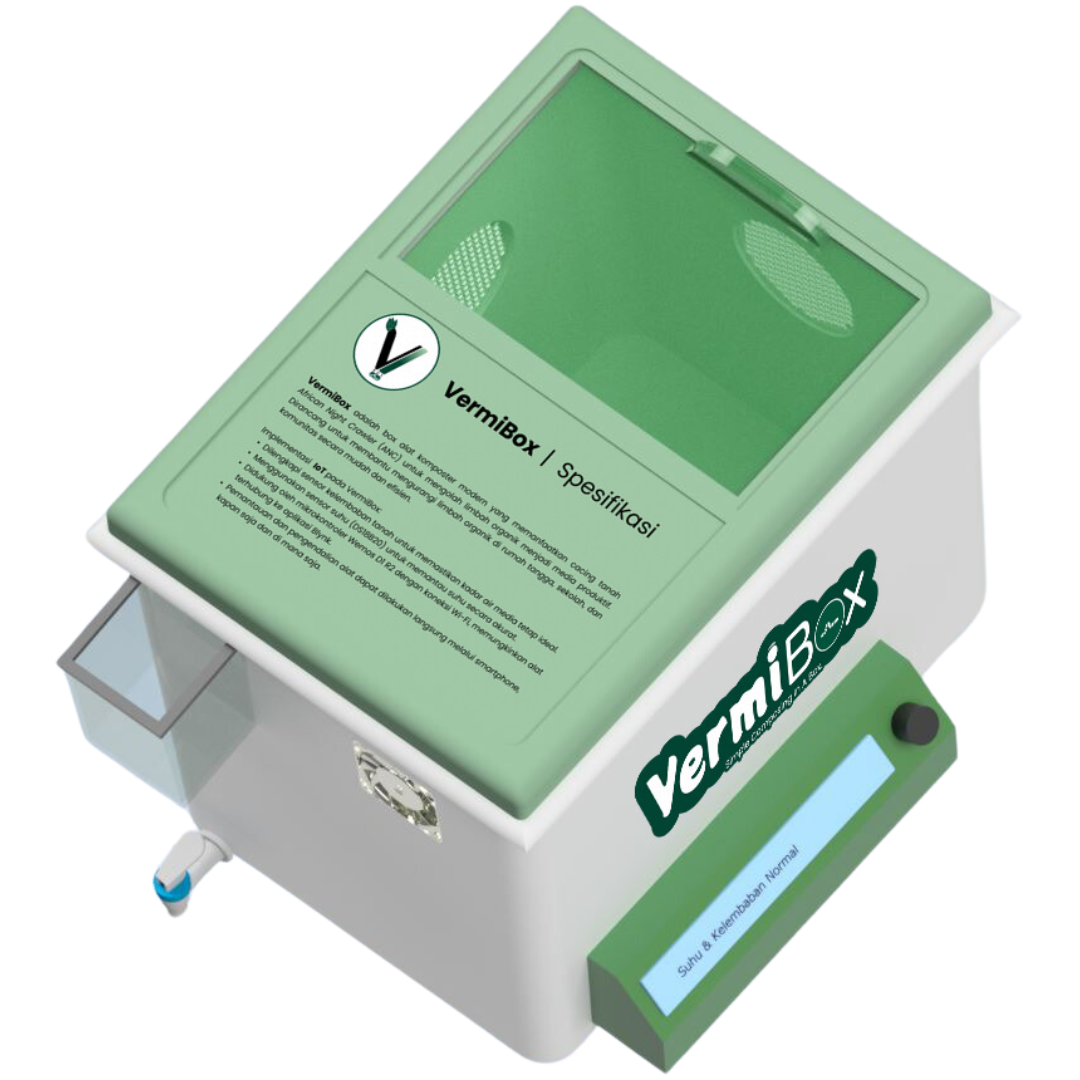 VermiBox | Spesifikasi
VermiBox adalah box alat komposter modern yang memanfaatkan cacing tanah
African Night Crawler (ANC) untuk mengolah limbah organik menjadi media produktif.
Dirancang untuk membantu mengurangi limbah organik di rumah tangga, sekolah, dan
komunitas secara mudah dan efisien.
Implementasi IoT pada VermiBox:
• Dilengkapi sensor kelembaban tanah untuk memastikan kadar air media tetap ideal.
• Menggunakan sensor suhu (DS18B20) untuk memantau suhu secara akurat.
• Didukung oleh mikrokontroler Wemos D1 R2 dengan koneksi Wi-Fi, memungkinkan alat
terhubung ke aplikasi Blynk.
• Pemantauan dan pengendalian alat dapat dilakukan langsung melalui smartphone,
kapan saja dan di mana saja.
VermiBOX
Simple Composing in A Box
Suhu & Kelembaban Normal